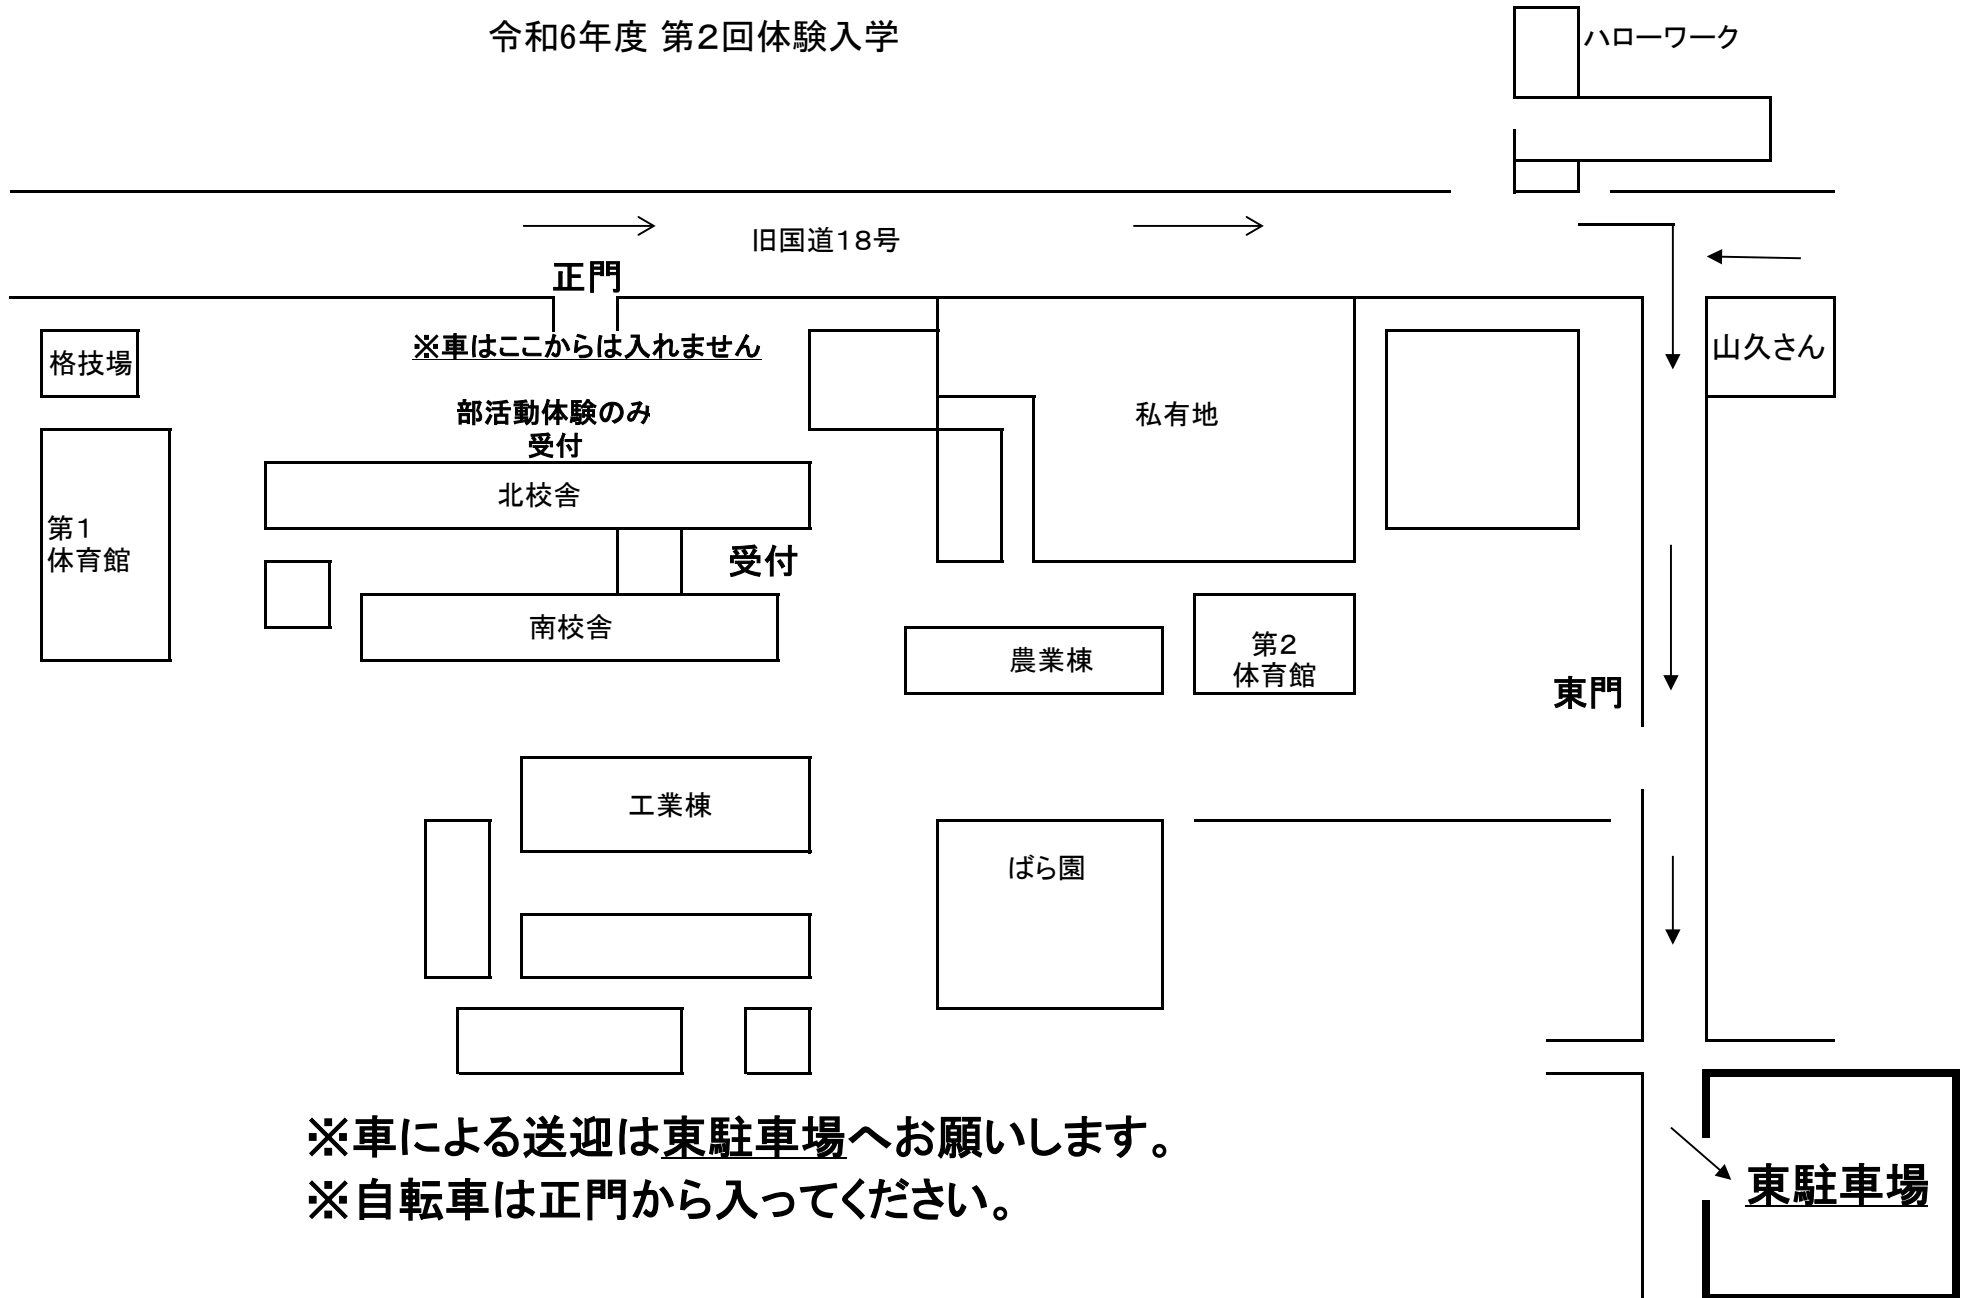 令和6年度 第２回体験入学
ハローワーク
旧国道１８号
正門
※車はここからは入れません
格技場
山久さん
部活動体験のみ
受付
私有地
北校舎
第１
体育館
受付
南校舎
農業棟
第２
体育館
東門
工業棟
ばら園
※車による送迎は東駐車場へお願いします。
※自転車は正門から入ってください。
東駐車場